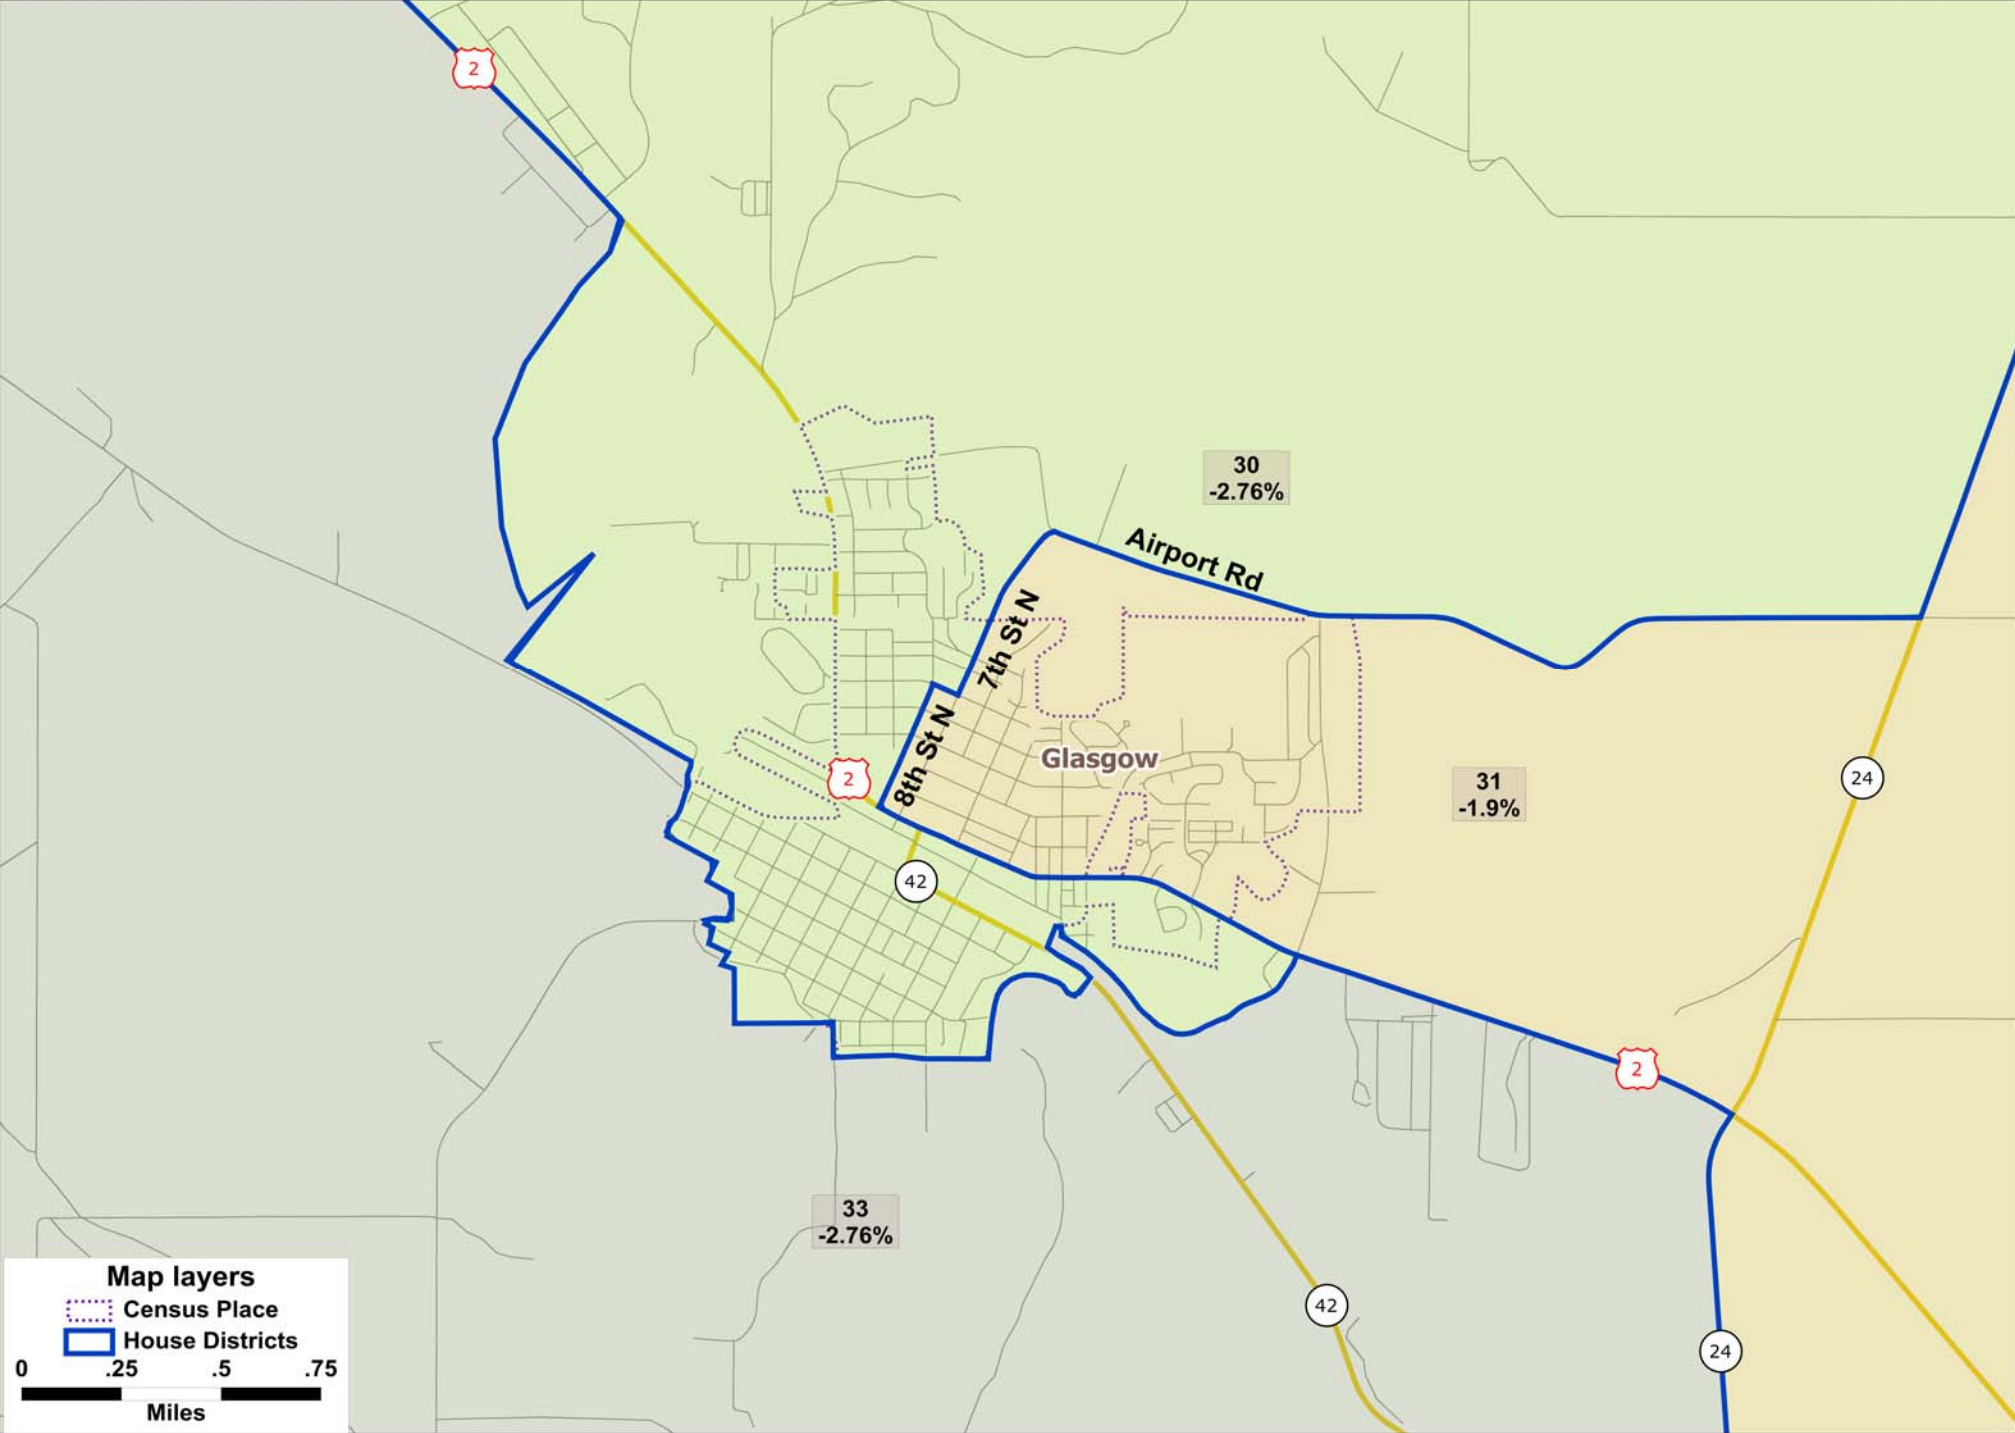 2
30
-2.76%
Airport Rd
7th St N
8th St N
Glasgow
2
31
-1.9%
24
42
2
33
-2.76%
42
24
Map layers
Census Place
House Districts
0 .25 .5 .75
Miles